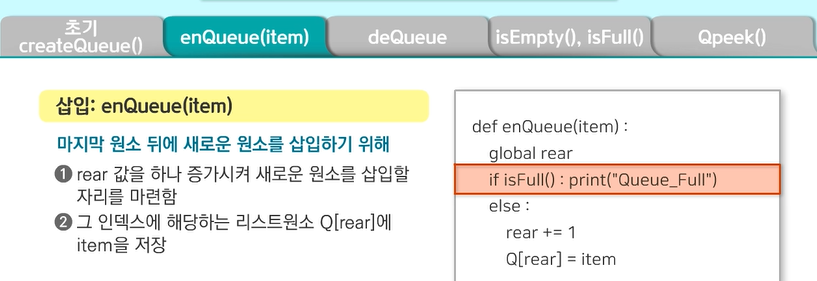 초기
createQueue()
enQueue(item)
deQueue
isEmpty(), isFull()
Qpeek()
삽입: enQueue(item)
마지막 원소 뒤에 새로운 원소를 삽입하기 위해
❶ rear 값을 하나 증가시켜 새로운 원소를 삽입할
자리를 마련함
❷ 그 인덱스에 해당하는 리스트원소 Q[rear]에
item을 저장
def enQueue(item) :
global rear
if isFull() : print("Queue_Full")
else :
rear += 1
Q[rear] = item